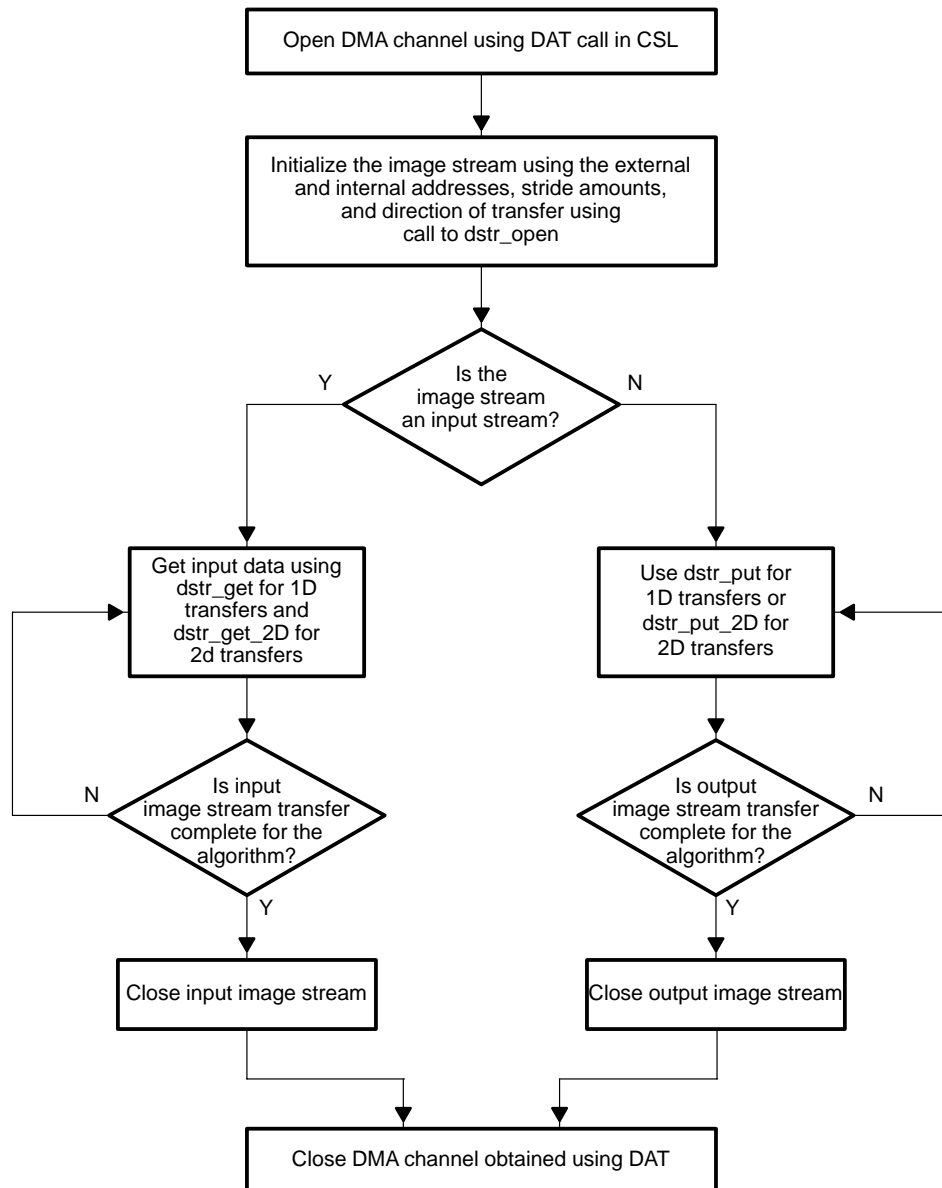 Open DMA channel using DAT call in CSL
Initialize the image stream using the external
and internal addresses, stride amounts,
and direction of transfer using
call to dstr_open
Is the
image stream
an input stream?
Y
N
Get input data using
dstr_get for 1D
transfers and
dstr_get_2D for
2d transfers
Use dstr_put for
1D transfers or
dstr_put_2D for
2D transfers
Is input
image stream transfer
complete for the
algorithm?
N
Y
Is output
image stream transfer
complete for the
algorithm?
N
Y
Close input image stream
Close output image stream
Close DMA channel obtained using DAT